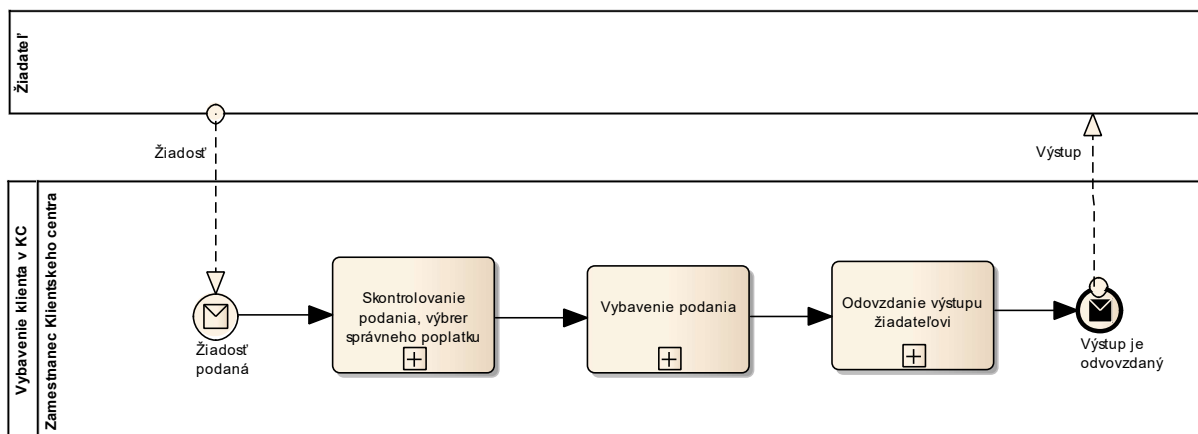 Žiadateľ
Žiadosť
Výstup
Vybavenie klienta v KC
Zamestnanec Klientskeho centra
Žiadosť
podaná
Skontrolovanie
podania, výbrer
správneho poplatku
Vybavenie podania
Odovzdanie výstupu
žiadateľovi
Výstup je
odvovzdaný